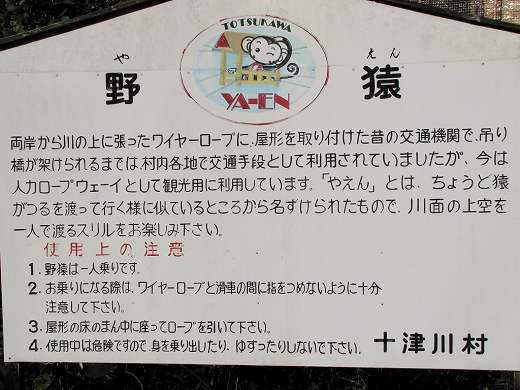 TOTSUKAWA
YA-EN
や えん
野 猿
両岸から川の上に張ったワイヤーロープに、屋形を取り付けた昔の交通機関で、吊り
橋が架けられるまでは、村内各地で交通手段として利用されていましたが、今は
人力ロープウェーイとして観光用に利用しています。「やえん」とは、ちょうど猿
がつるを渡って行く様に似ているところから名ずけられたもので、川面の上空を
一人で渡るスリルをお楽しみ下さい。
使用上の注意
1. 野猿は一人乗りです。
2. お乗りになる際は、ワイヤーロープと滑車の間に指をつめないように十分
注意して下さい。
3. 屋形の床のまん中に座ってロープを引いて下さい。
4. 使用中は危険ですので、身を乗り出したり、ゆすったりしないで下さい。
十津川村